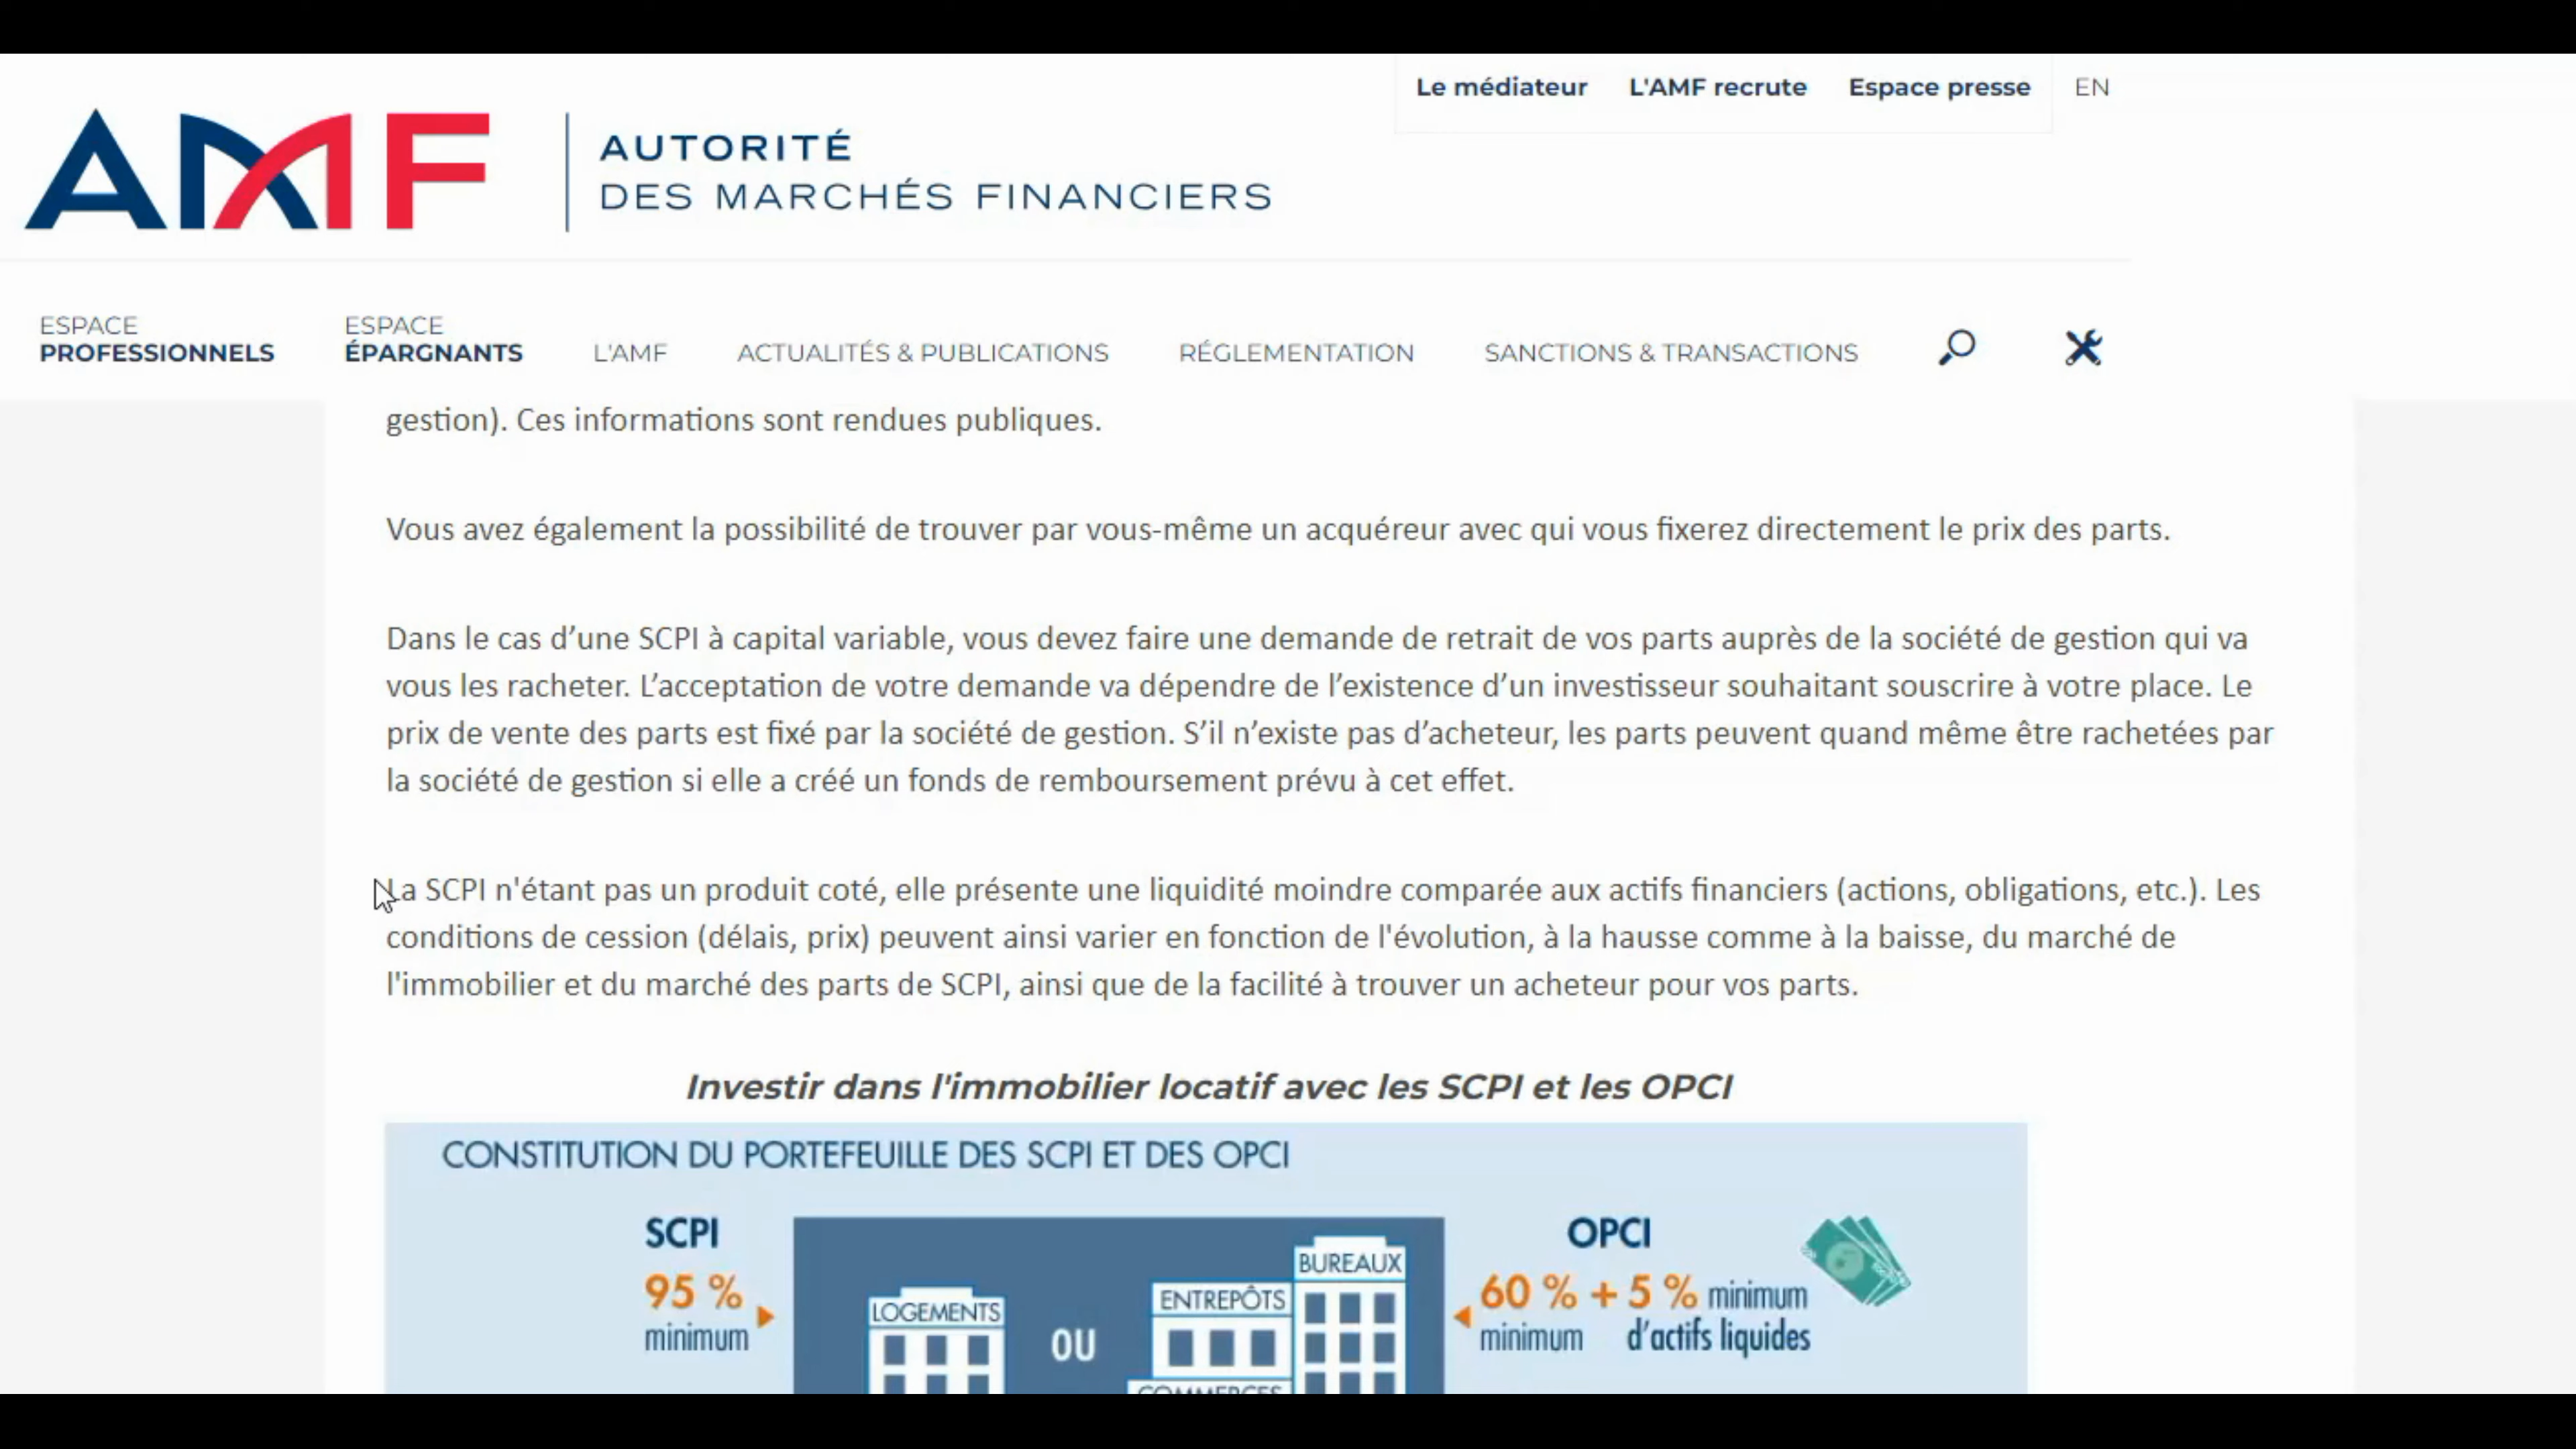 Le médiateur L'AMF recrute Espace presse EN
AMF
AUTORITÉ
DES MARCHÉS FINANCIERS
ESPACE
PROFESSIONNELS
ESPACE
ÉPARGNANTS
L'AMF
ACTUALITÉS & PUBLICATIONS
RÉGLEMENTATION
SANCTIONS & TRANSACTIONS
gestion). Ces informations sont rendues publiques.
Vous avez également la possibilité de trouver par vous-même un acquéreur avec qui vous fixerez directement le prix des parts.
Dans le cas d’une SCPI à capital variable, vous devez faire une demande de retrait de vos parts auprès de la société de gestion qui va
vous les racheter. L’acceptation de votre demande va dépendre de l’existence d’un investisseur souhaitant souscrire à votre place. Le
prix de vente des parts est fixé par la société de gestion. S’il n’existe pas d’acheteur, les parts peuvent quand même être rachetées par
la société de gestion si elle a créé un fonds de remboursement prévu à cet effet.
La SCPI n'étant pas un produit coté, elle présente une liquidité moindre comparée aux actifs financiers (actions, obligations, etc.). Les
conditions de cession (délais, prix) peuvent ainsi varier en fonction de l'évolution, à la hausse comme à la baisse, du marché de
l'immobilier et du marché des parts de SCPI, ainsi que de la facilité à trouver un acheteur pour vos parts.
Investir dans l'immobilier locatif avec les SCPI et les OPCI
CONSTITUTION DU PORTEFEUILLE DES SCPI ET DES OPCI
SCPI
95 %
minimum
LOGEMENTS
OU
ENTREPÔTS
BUREAUX
COMMERCES
OPCI
60 % + 5 % minimum
minimum d’actifs liquides